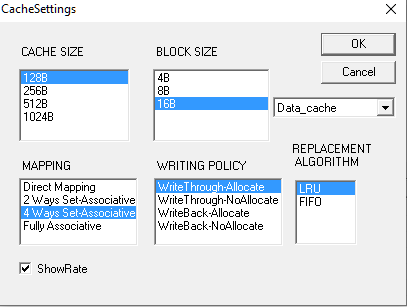 CacheSettings
CACHE SIZE
128B
256B
512B
1024B
BLOCK SIZE
4B
8B
16B
OK
Cancel
Data_cache
MAPPING
Direct Mapping
2 Ways Set-Associative
4 Ways Set-Associative
Fully Associative
WRITING POLICY
WriteThrough-Allocate
WriteThrough-NoAllocate
WriteBack-Allocate
WriteBack-NoAllocate
REPLACEMENT
ALGORITHM
LRU
FIFO
ShowRate